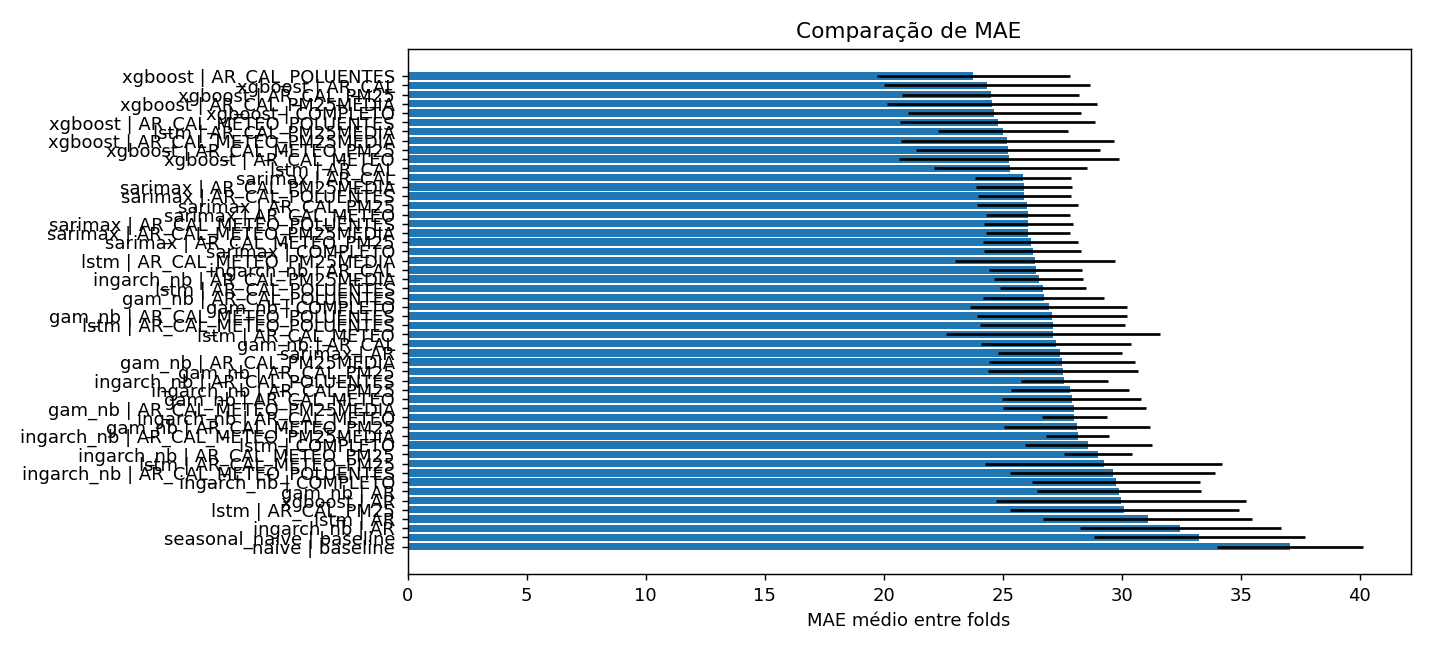 Comparação de MAE
xgboost | AR_CAL_POLUENTES
xgboost | AR_CAL
xgboost | AR_CAL_PM25
xgboost | AR_CAL_PM25MEDIA
xgboost | COMPLETO
xgboost | AR_CAL_METEO_POLUENTES
lstm | AR_CAL_PM25MEDIA
xgboost | AR_CAL_METEO_PM25MEDIA
xgboost | AR_CAL_METEO_PM25
xgboost | AR_CAL_METEO
lstm | AR_CAL
sarimax | AR_CAL
sarimax | AR_CAL_PM25MEDIA
sarimax | AR_CAL_POLUENTES
sarimax | AR_CAL_PM25
sarimax | AR_CAL_METEO
sarimax | AR_CAL_METEO_POLUENTES
sarimax | AR_CAL_METEO_PM25MEDIA
sarimax | AR_CAL_METEO_PM25
sarimax | COMPLETO
lstm | AR_CAL_METEO_PM25MEDIA
ingarch_nb | AR_CAL
ingarch_nb | AR_CAL_PM25MEDIA
lstm | AR_CAL_POLUENTES
gam_nb | AR_CAL_POLUENTES
gam_nb | COMPLETO
gam_nb | AR_CAL_METEO_POLUENTES
lstm | AR_CAL_METEO_POLUENTES
lstm | AR_CAL_METEO
gam_nb | AR_CAL
sarimax | AR
gam_nb | AR_CAL_PM25MEDIA
gam_nb | AR_CAL_PM25
ingarch_nb | AR_CAL_POLUENTES
ingarch_nb | AR_CAL_PM25
gam_nb | AR_CAL_METEO
gam_nb | AR_CAL_METEO_PM25MEDIA
ingarch_nb | AR_CAL_METEO
gam_nb | AR_CAL_METEO_PM25
ingarch_nb | AR_CAL_METEO_PM25MEDIA
lstm | COMPLETO
ingarch_nb | AR_CAL_METEO_PM25
lstm | AR_CAL_METEO_PM25
ingarch_nb | AR_CAL_METEO_POLUENTES
ingarch_nb | COMPLETO
gam_nb | AR
xgboost | AR
lstm | AR_CAL_PM25
lstm | AR
ingarch_nb | AR
seasonal_naive | baseline
naive | baseline
0 5 10 15 20 25 30 35 40
MAE médio entre folds